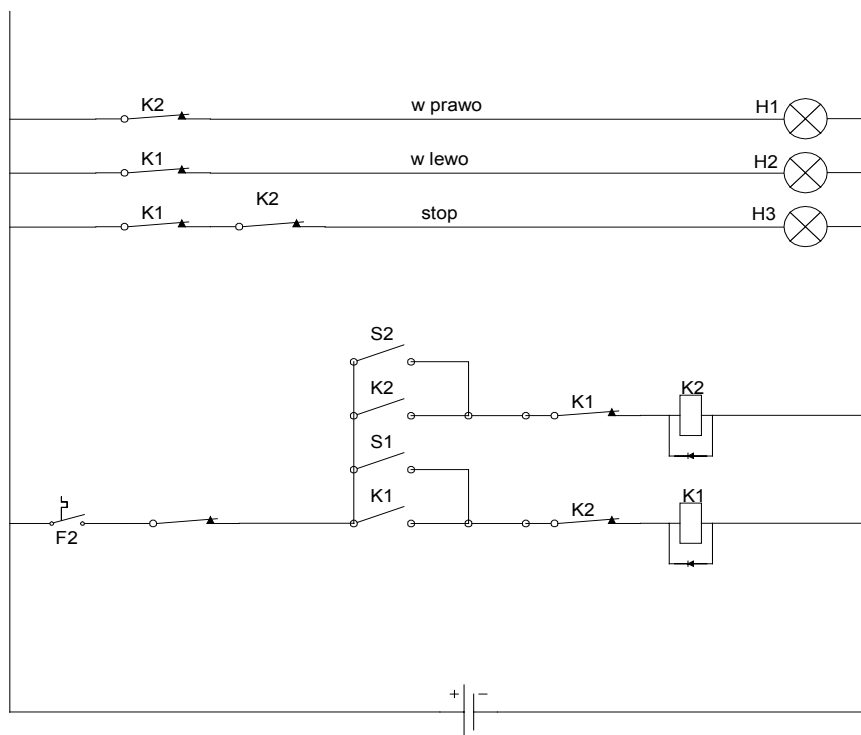 K2 w prawo H1
K1 w lewo H2
K1 K2 stop H3
S2
K2 K1 K2
S1
K1 K2 K1
F2
+ −